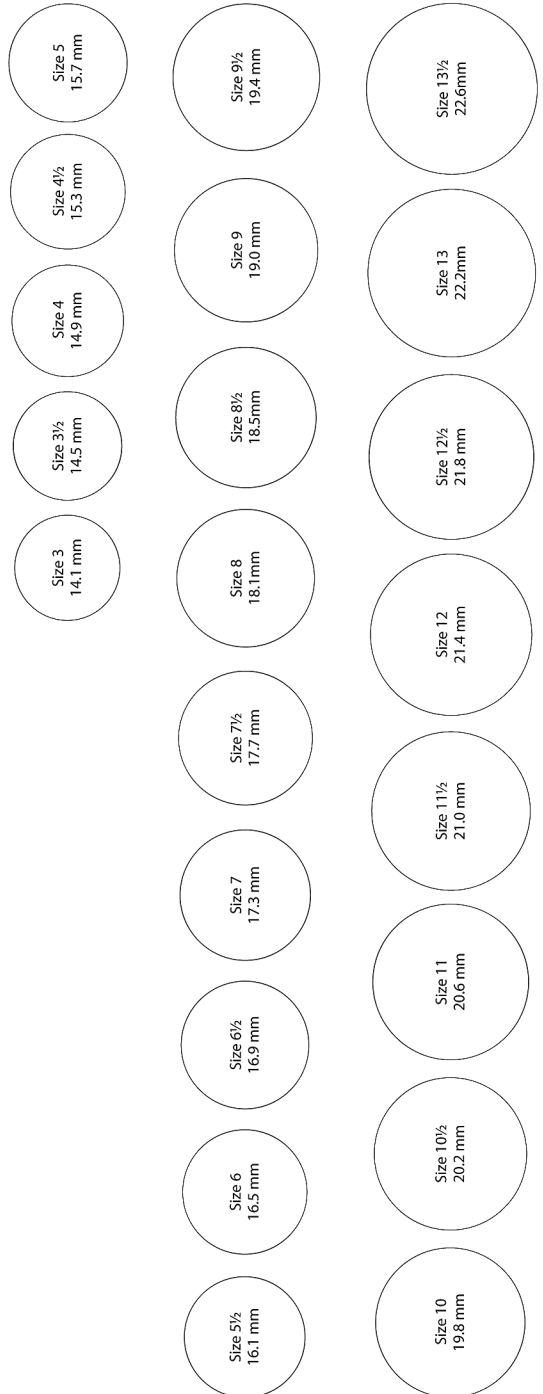 Size 3
14.1 mm
Size 3½
14.5 mm
Size 4
14.9 mm
Size 4½
15.3 mm
Size 5
15.7 mm
Size 5½
16.1 mm
Size 6
16.5 mm
Size 6½
16.9 mm
Size 7
17.3 mm
Size 7½
17.7 mm
Size 8
18.1mm
Size 8½
18.5mm
Size 9
19.0 mm
Size 9½
19.4 mm
Size 10
19.8 mm
Size 10½
20.2 mm
Size 11
20.6 mm
Size 11½
21.0 mm
Size 12
21.4 mm
Size 12½
21.8 mm
Size 13
22.2mm
Size 13½
22.6mm